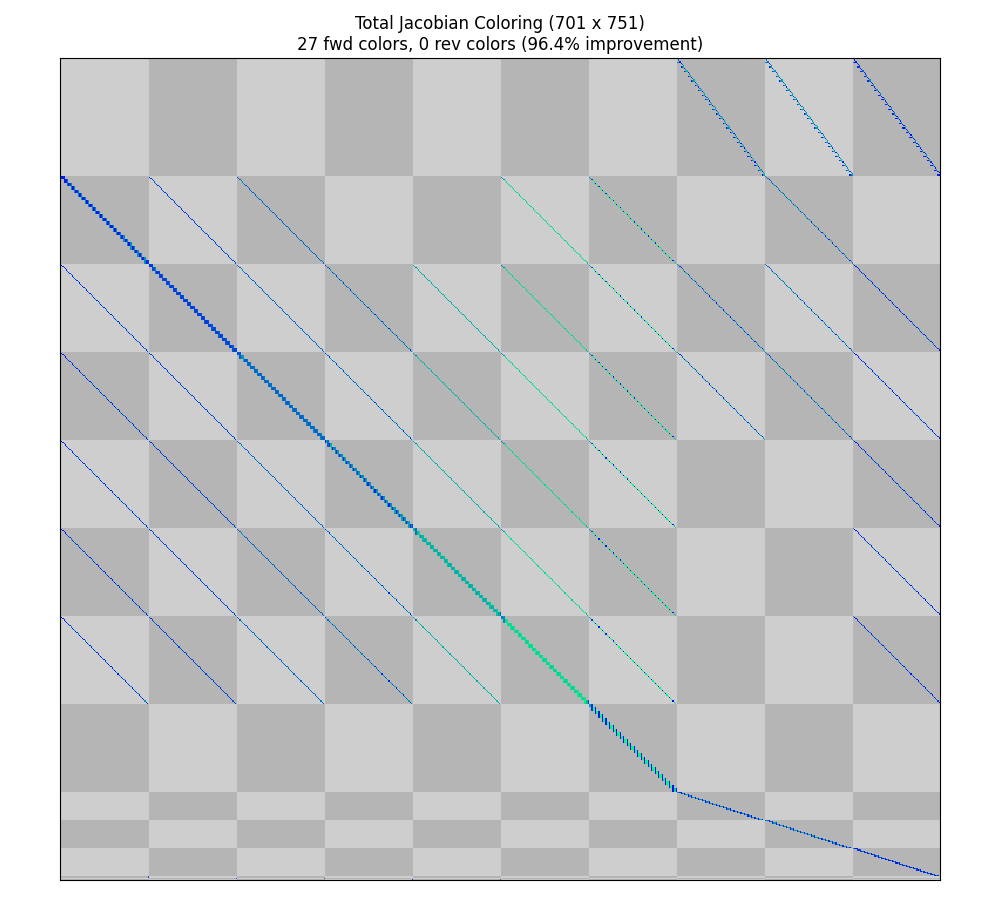 Total Jacobian Coloring (701 x 751)
27 fwd colors, 0 rev colors (96.4% improvement)